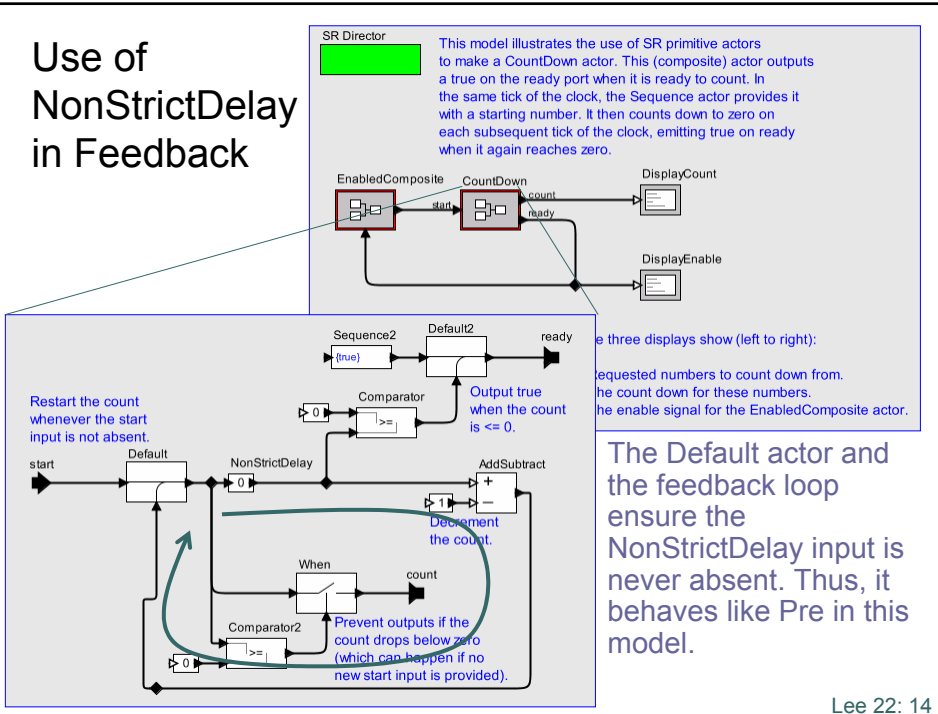 Use of
NonStrictDelay
in Feedback
SR Director
This model illustrates the use of SR primitive actors
to make a CountDown actor. This (composite) actor outputs
a true on the ready port when it is ready to count. In
the same tick of the clock, the Sequence actor provides it
with a starting number. It then counts down to zero on
each subsequent tick of the clock, emitting true on ready
when it again reaches zero.
EnabledComposite
CountDown
start
count
ready
DisplayCount
DisplayEnable
e three displays show (left to right):
equested numbers to count down from.
he count down for these numbers.
he enable signal for the EnabledComposite actor.
Sequence2
{true}
Default2
ready
Comparator
0
>=
Output true
when the count
is <= 0.
Restart the count
whenever the start
input is not absent.
start
Default
NonStrictDelay
0
AddSubtract
+
−
1
Decrement
the count.
When
count
Comparator2
>=
0
Prevent outputs if the
count drops below zero
(which can happen if no
new start input is provided).
The Default actor and
the feedback loop
ensure the
NonStrictDelay input is
never absent. Thus, it
behaves like Pre in this
model.
Lee 22: 14